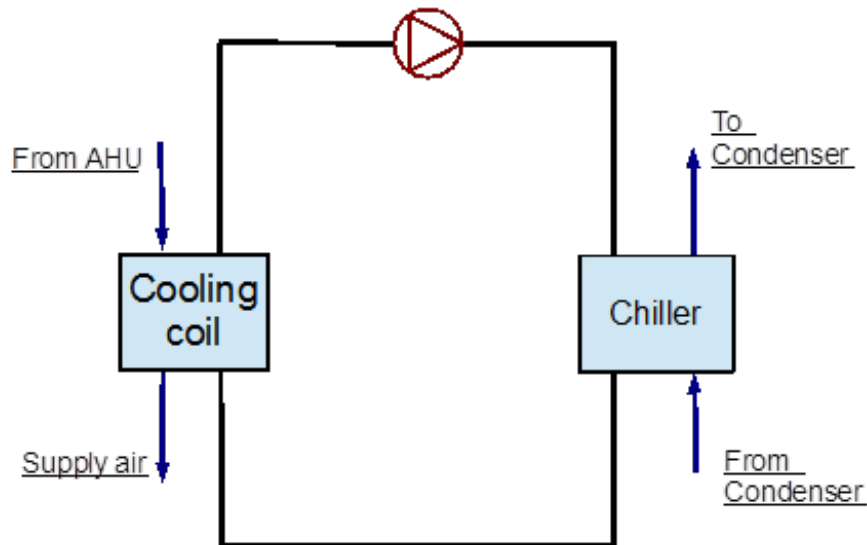 To
Condenser
From AHU
Cooling
coil
Chiller
Supply air
From
Condenser